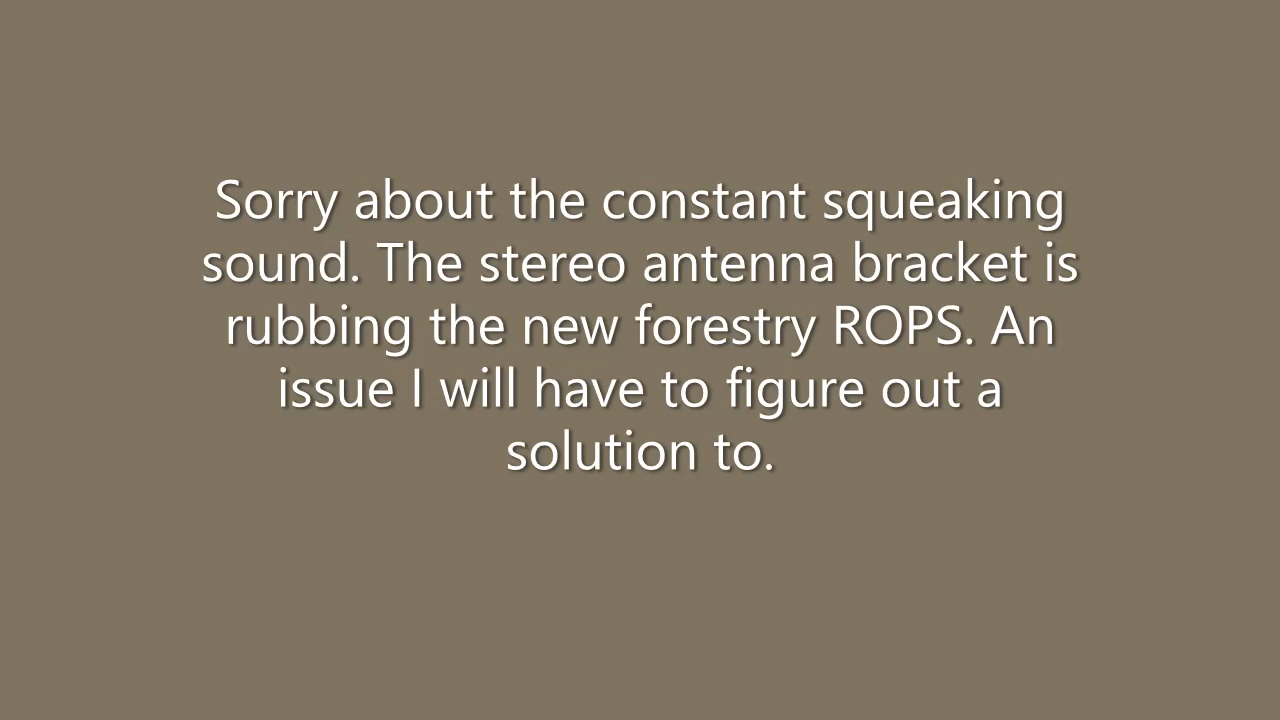 Sorry about the constant squeaking
sound. The stereo antenna bracket is
rubbing the new forestry ROPS. An
issue I will have to figure out a
solution to.